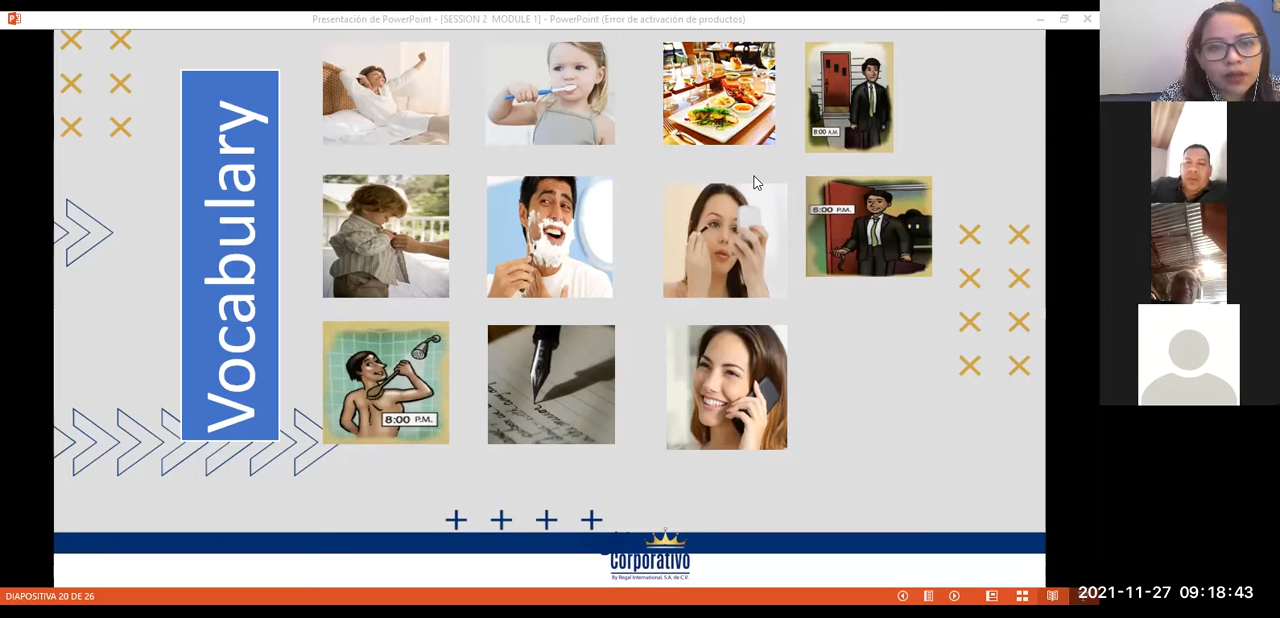 Presentación de PowerPoint - [SESSION 2 MODULE 1] - PowerPoint (Error de activación de productos)
Vocabulary
8:00 A.M.
6:00 P.M.
8:00 P.M.
Corporativo
By Regal International, S.A. de C.V.
DIAPOSITIVA 20 DE 26
2021-11-27 09:18:43